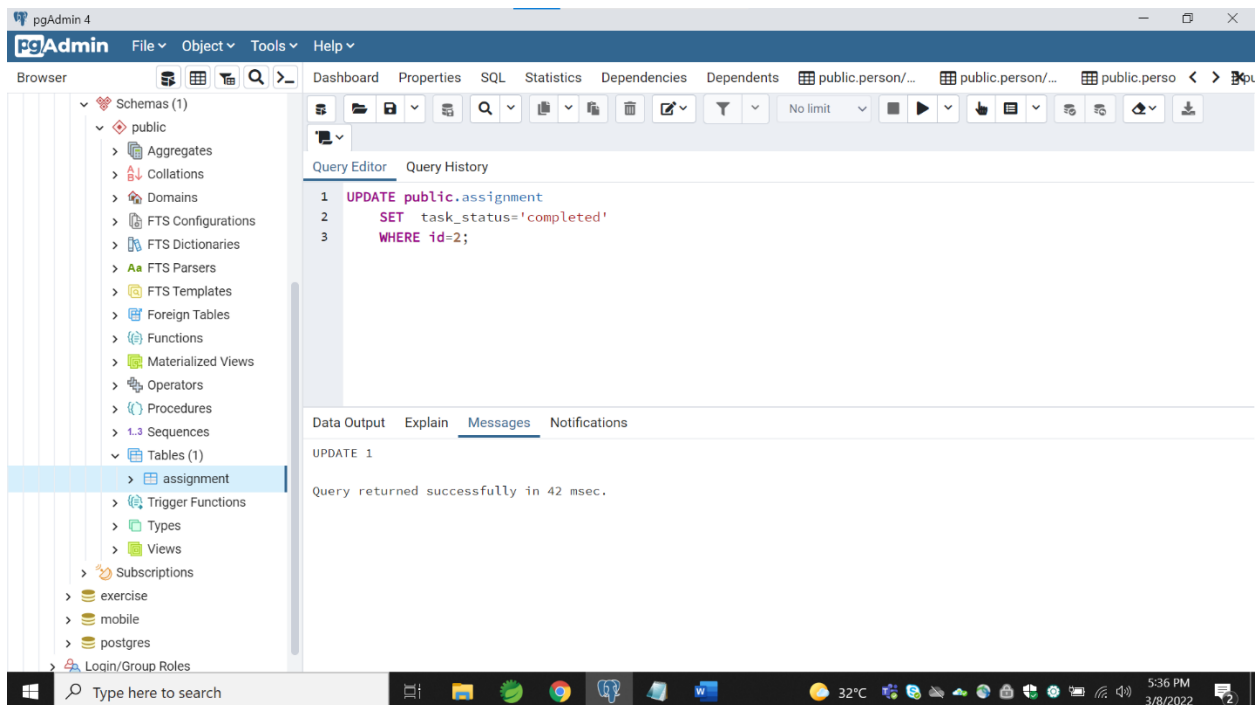 pgAdmin 4
pgAdmin File Object Tools Help
Browser
Dashboard Properties SQL Statistics Dependencies Dependents public.person/... public.person/... public.perso
Schemas (1)
public
Aggregates
Collations
Domains
FTS Configurations
FTS Dictionaries
Aa FTS Parsers
FTS Templates
Foreign Tables
Functions
Materialized Views
Operators
Procedures
1..3 Sequences
Tables (1)
assignment
Trigger Functions
Types
Views
Subscriptions
exercise
mobile
postgres
Login/Group Roles
No limit
Query Editor Query History
1 UPDATE public.assignment
2 SET task_status='completed'
3 WHERE id=2;
Data Output Explain Messages Notifications
UPDATE 1
Query returned successfully in 42 msec.
Type here to search
32°C
5:36 PM
3/8/2022
2